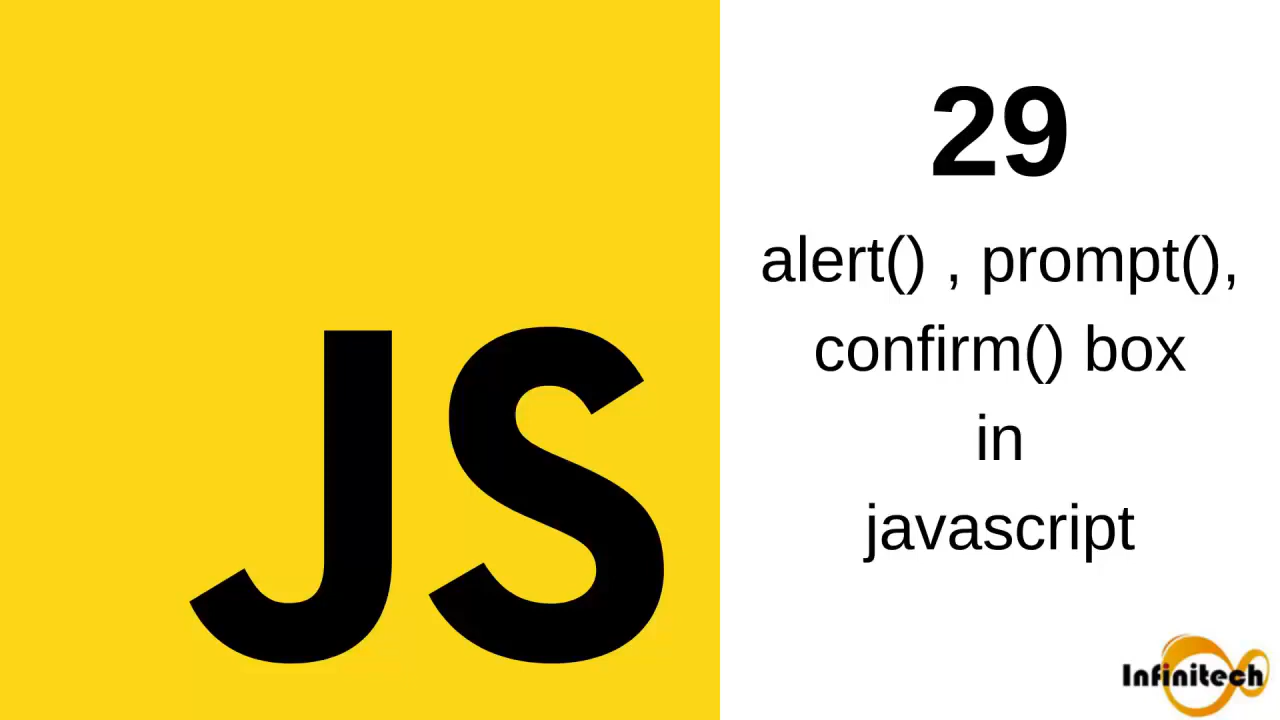 JS
29
alert() , prompt(),
confirm() box
in
javascript
Infinitech